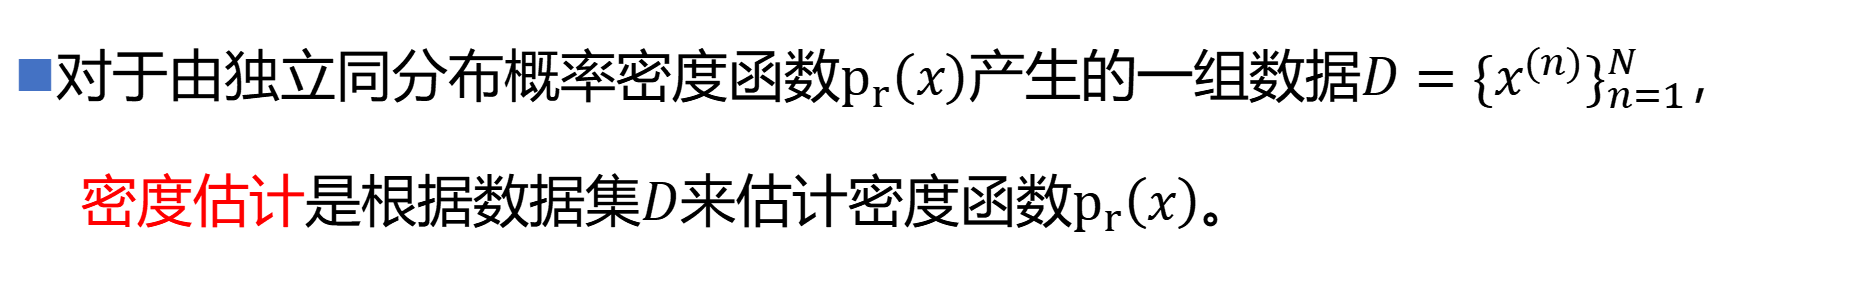 ■对于由独立同分布概率密度函数p_r(x)产生的一组数据D = {x^(n)}_{n=1}^N,
密度估计是根据数据集D来估计密度函数p_r(x)。